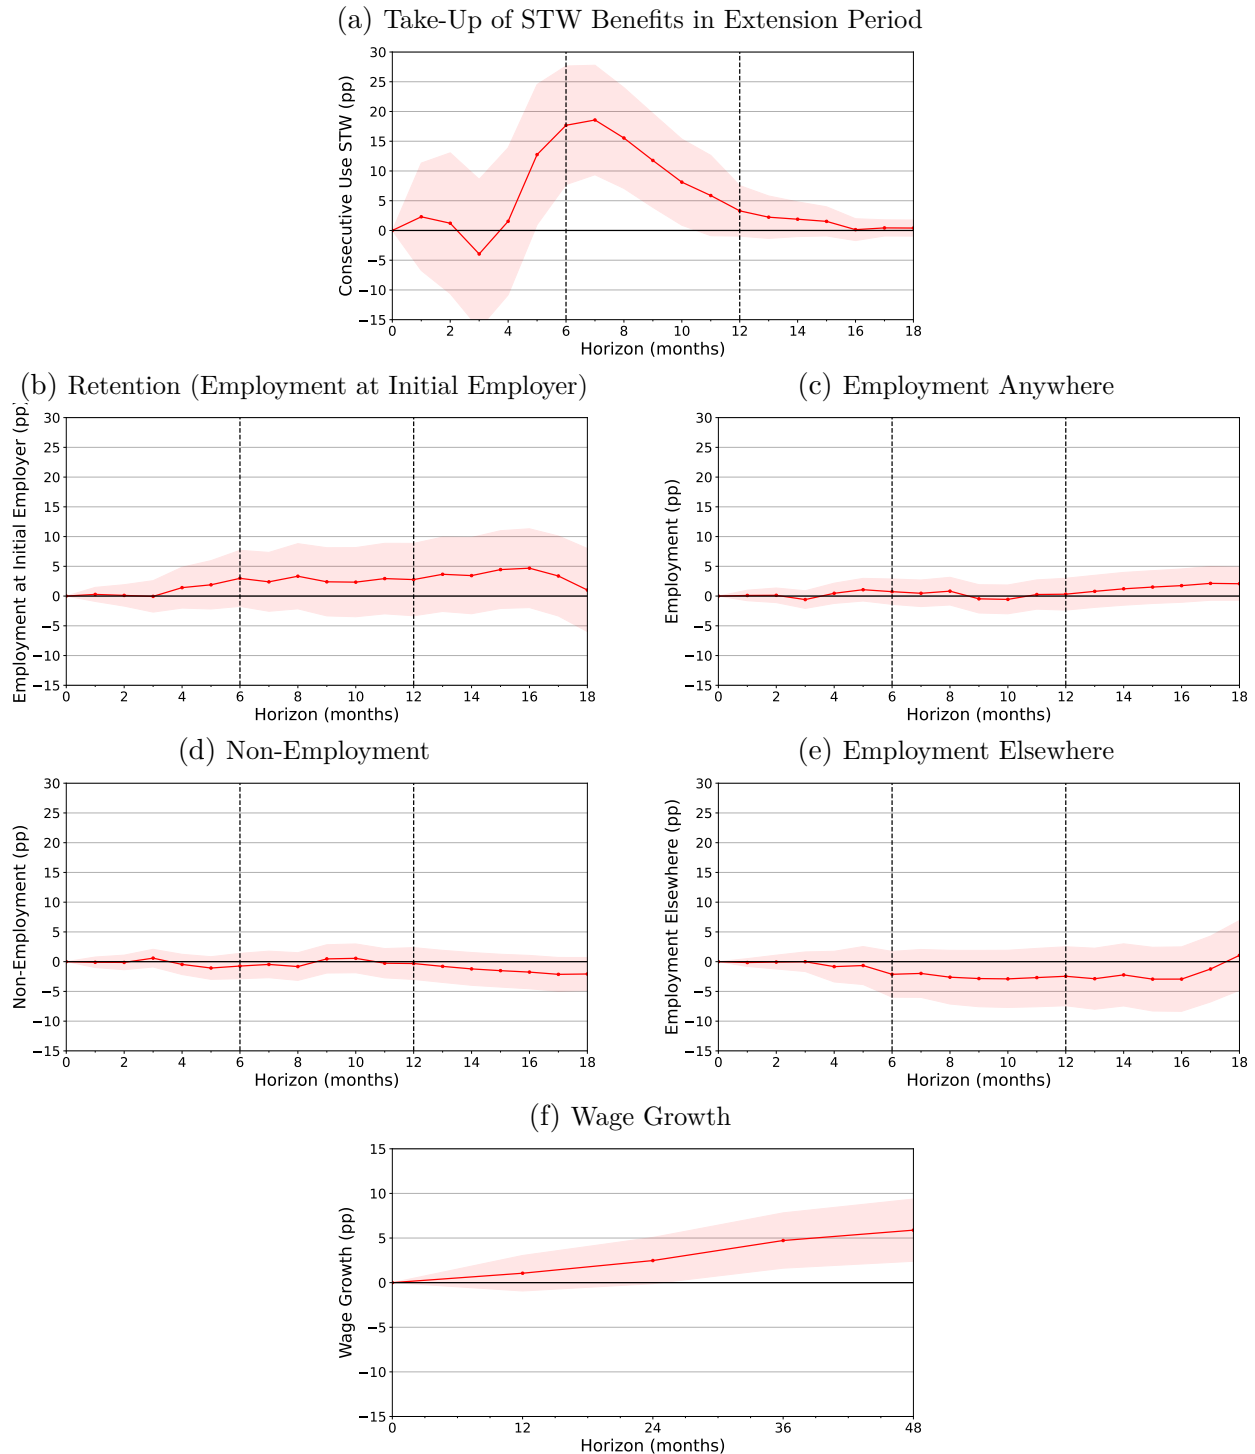 (a) Take-Up of STW Benefits in Extension Period
Consecutive Use STW (pp)
30
25
20
15
10
5
0
−5
−10
−15
0 2 4 6 8 10 12 14 16 18
Horizon (months)
(b) Retention (Employment at Initial Employer)
Employment at Initial Employer (pp)
30
25
20
15
10
5
0
−5
−10
−15
0 2 4 6 8 10 12 14 16 18
Horizon (months)
(c) Employment Anywhere
Employment (pp)
30
25
20
15
10
5
0
−5
−10
−15
0 2 4 6 8 10 12 14 16 18
Horizon (months)
(d) Non-Employment
Non-Employment (pp)
30
25
20
15
10
5
0
−5
−10
−15
0 2 4 6 8 10 12 14 16 18
Horizon (months)
(e) Employment Elsewhere
Employment Elsewhere (pp)
30
25
20
15
10
5
0
−5
−10
−15
0 2 4 6 8 10 12 14 16 18
Horizon (months)
(f) Wage Growth
Wage Growth (pp)
15
10
5
0
−5
−10
−15
0 12 24 36 48
Horizon (months)